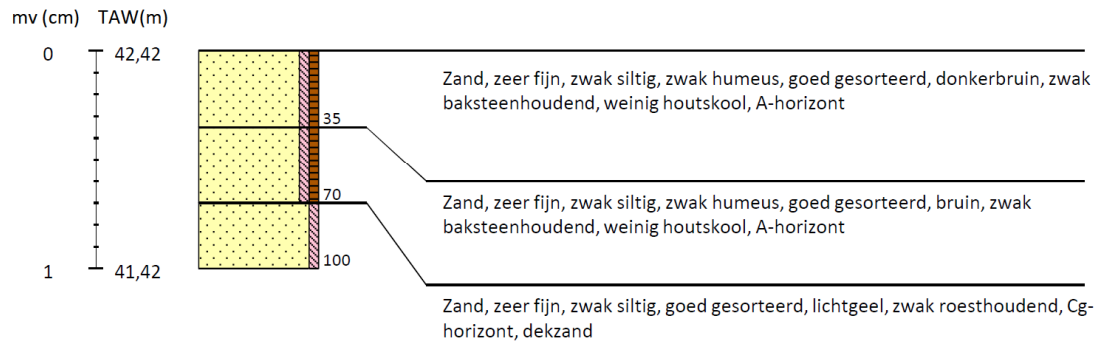 mv (cm) TAW(m)
0 42,42
Zand, zeer fijn, zwak siltig, zwak humeus, goed gesorteerd, donkerbruin, zwak
baksteenhoudend, weinig houtskool, A-horizont
35
Zand, zeer fijn, zwak siltig, zwak humeus, goed gesorteerd, bruin, zwak
baksteenhoudend, weinig houtskool, A-horizont
70
100
1 41,42
Zand, zeer fijn, zwak siltig, goed gesorteerd, lichtgeel, zwak roesthoudend, Cg-
horizont, dekzand